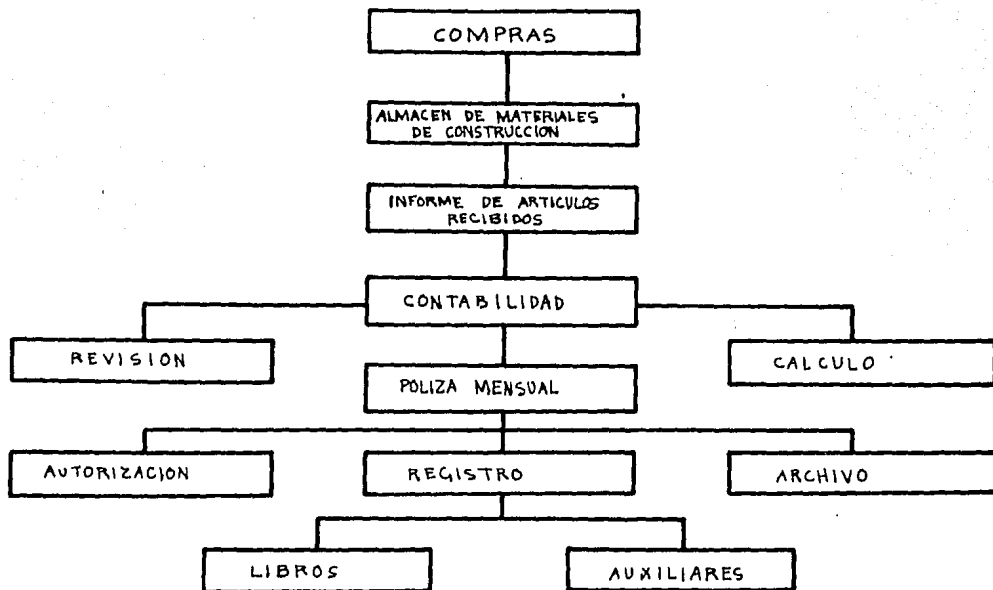 COMPRAS
ALMACEN DE MATERIALES
DE CONSTRUCCION
INFORME DE ARTICULOS
RECIBIDOS
CONTABILIDAD
REVISION
CALCULO
POLIZA MENSUAL
AUTORIZACION
REGISTRO
ARCHIVO
LIBROS
AUXILIARES